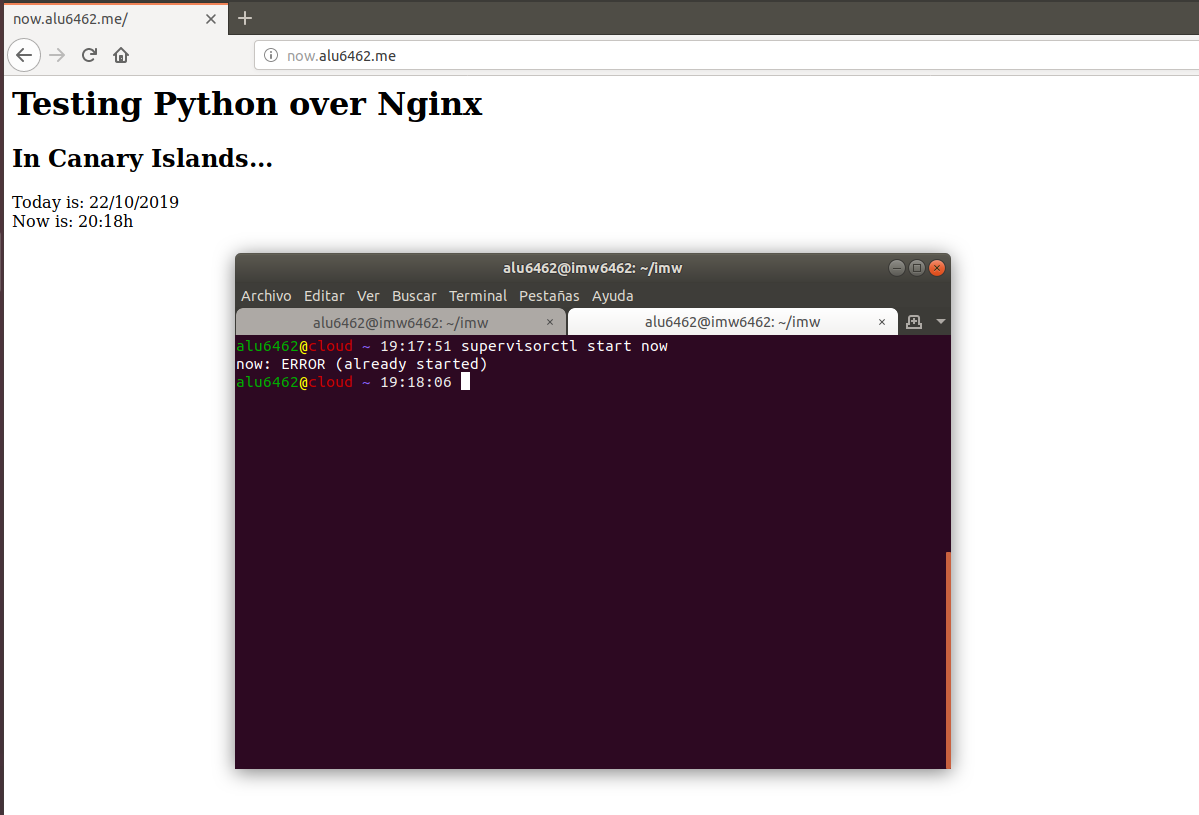 now.alu6462.me/
now.alu6462.me
Testing Python over Nginx
In Canary Islands...
Today is: 22/10/2019
Now is: 20:18h
alu6462@imw6462: ~/imw
Archivo Editar Ver Buscar Terminal Pestañas Ayuda
alu6462@imw6462: ~/imw alu6462@imw6462: ~/imw
alu6462@cloud ~ 19:17:51 supervisorctl start now
now: ERROR (already started)
alu6462@cloud ~ 19:18:06